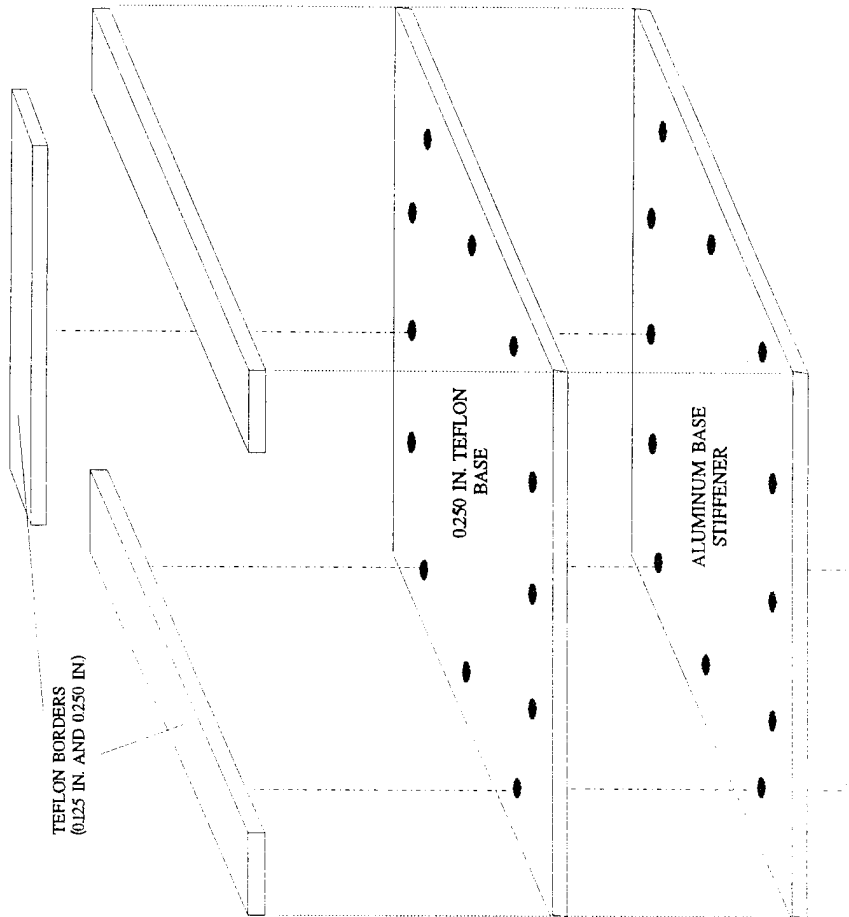 TEFLON BORDERS
(0.125 IN. AND 0.250 IN.)
0.250 IN. TEFLON
BASE
ALUMINUM BASE
STIFFENER